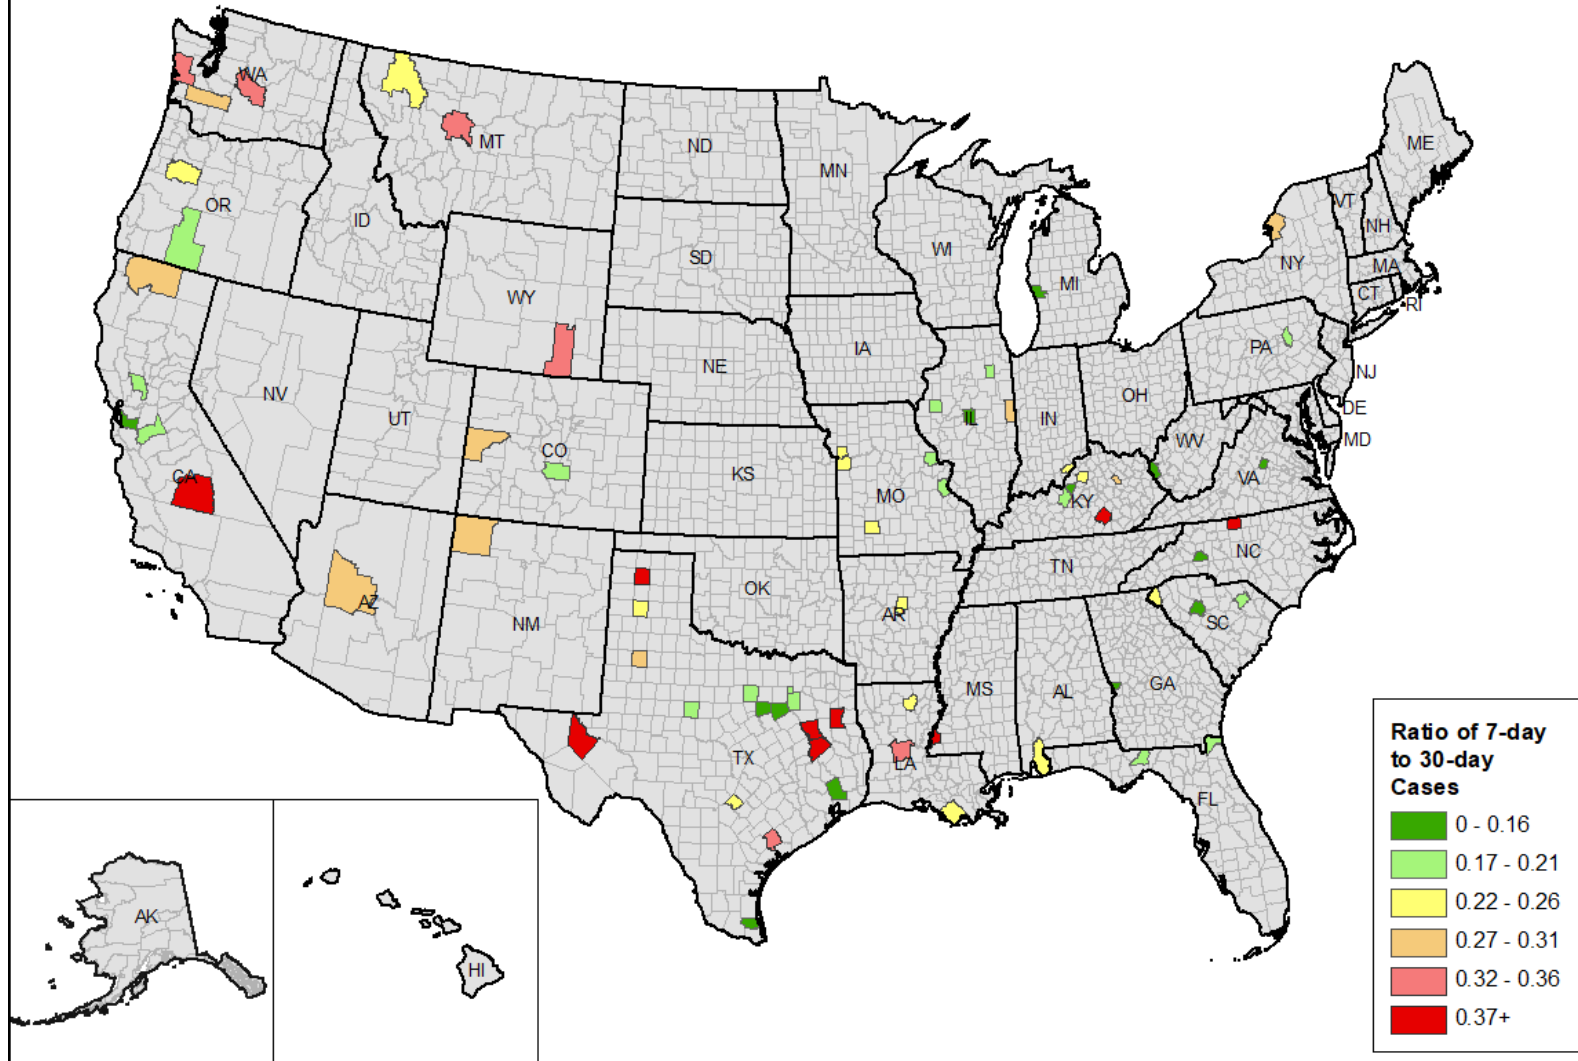 WA
MT
ND
MN
ME
OR
ID
VT
NH
WI
SD
NY
MI
MA
WY
CT
RI
IA
PA
NE
NJ
NV
UT
OH
DE
IL
IN
CO
WV
MD
KS
CA
VA
MO
KY
NC
TN
OK
AZ
AR
NM
SC
MS
AL
GA
TX
LA
FL
AK
HI
Ratio of 7-day
to 30-day
Cases
0 - 0.16
0.17 - 0.21
0.22 - 0.26
0.27 - 0.31
0.32 - 0.36
0.37+